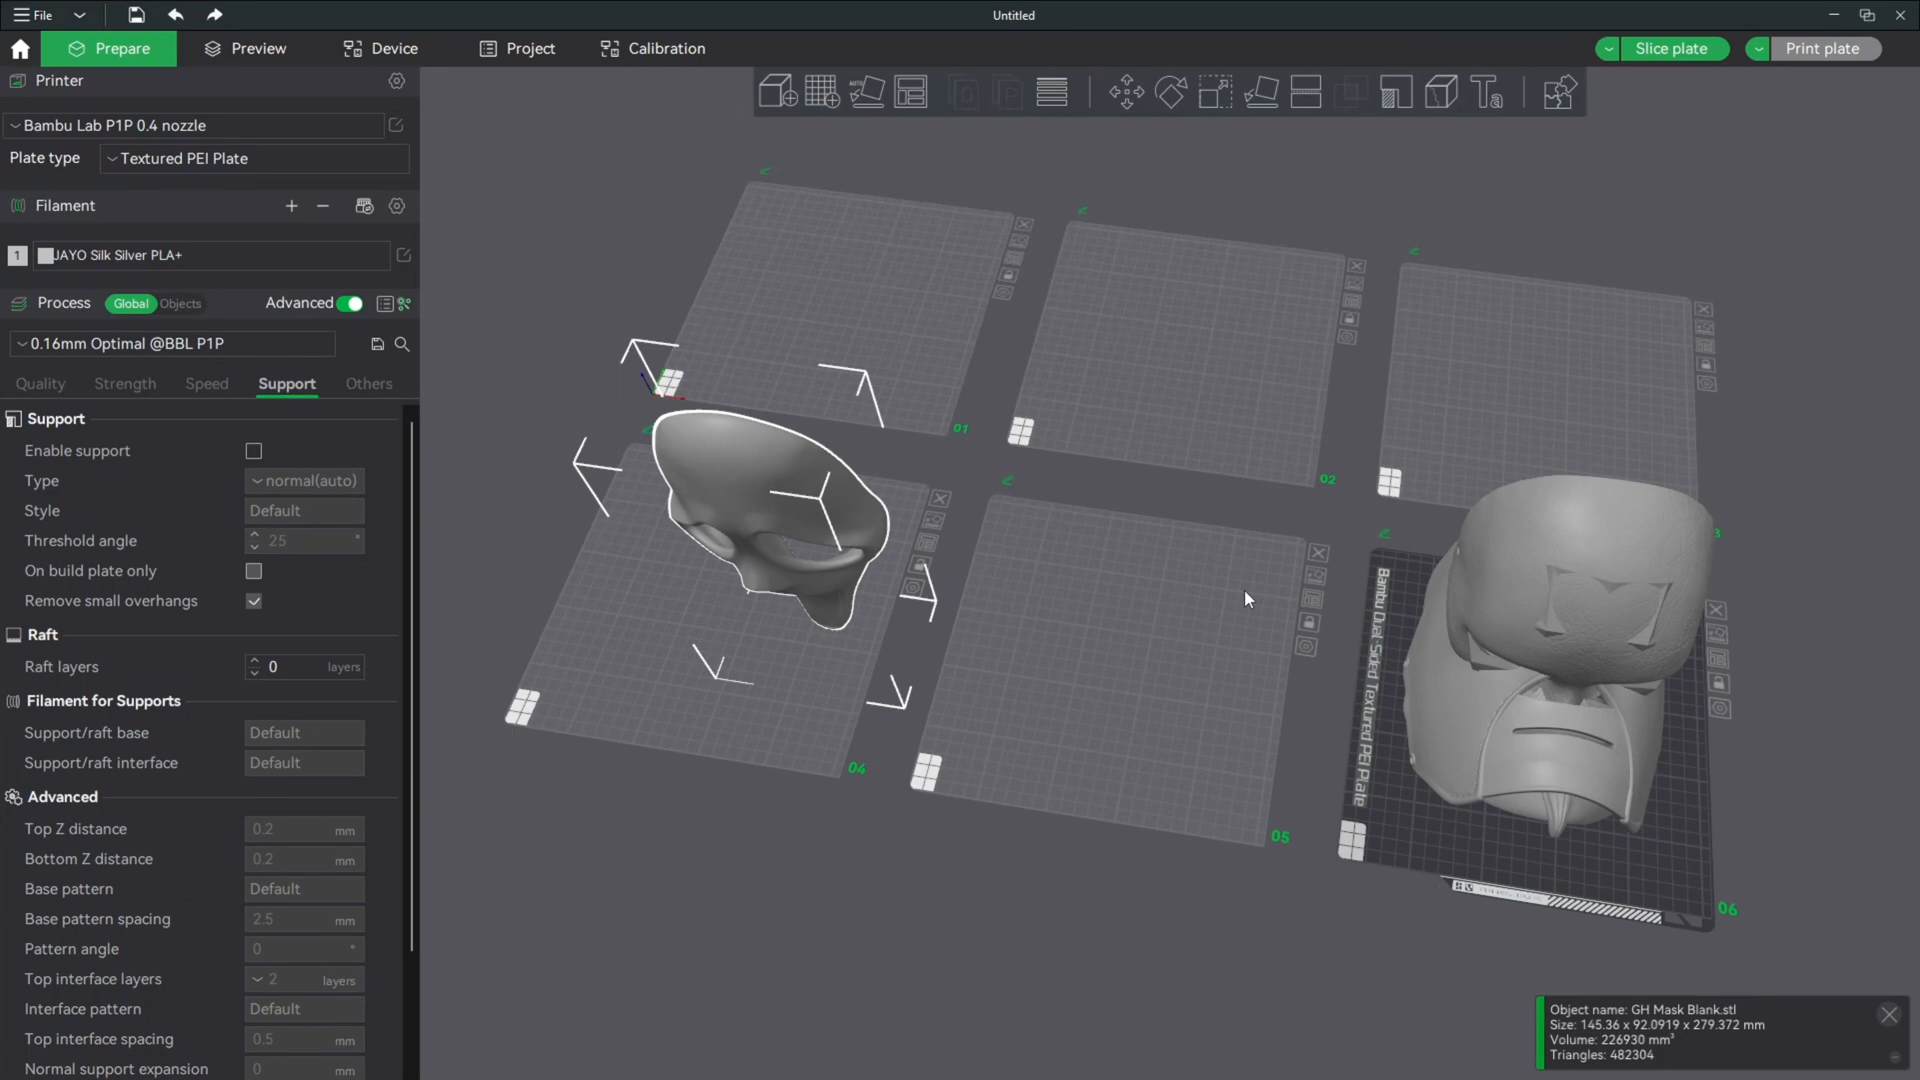 File
Untitled
Prepare
Preview
Device
Project
Calibration
Slice plate
Print plate
Printer
Bambu Lab P1P 0.4 nozzle
Plate type
Textured PEI Plate
Filament
1
JAYO Silk Silver PLA+
Process
Global
Objects
Advanced
0.16mm Optimal @BBL P1P
Quality
Strength
Speed
Support
Others
Support
Enable support
Type
normal(auto)
Style
Default
Threshold angle
25 °
On build plate only
Remove small overhangs
Raft
Raft layers
0 layers
Filament for Supports
Support/raft base
Default
Support/raft interface
Default
Advanced
Top Z distance
0.2 mm
Bottom Z distance
0.2 mm
Base pattern
Default
Base pattern spacing
2.5 mm
Pattern angle
0 °
Top interface layers
2 layers
Interface pattern
Default
Top interface spacing
0.5 mm
Normal support expansion
0 mm
AUTO
01
02
3
04
05
06
Bambu Dual-Sided Textured PEI Plate
Object name: GH Mask Blank.stl
Size: 145.36 x 92.0919 x 279.372 mm
Volume: 226930 mm³
Triangles: 482304